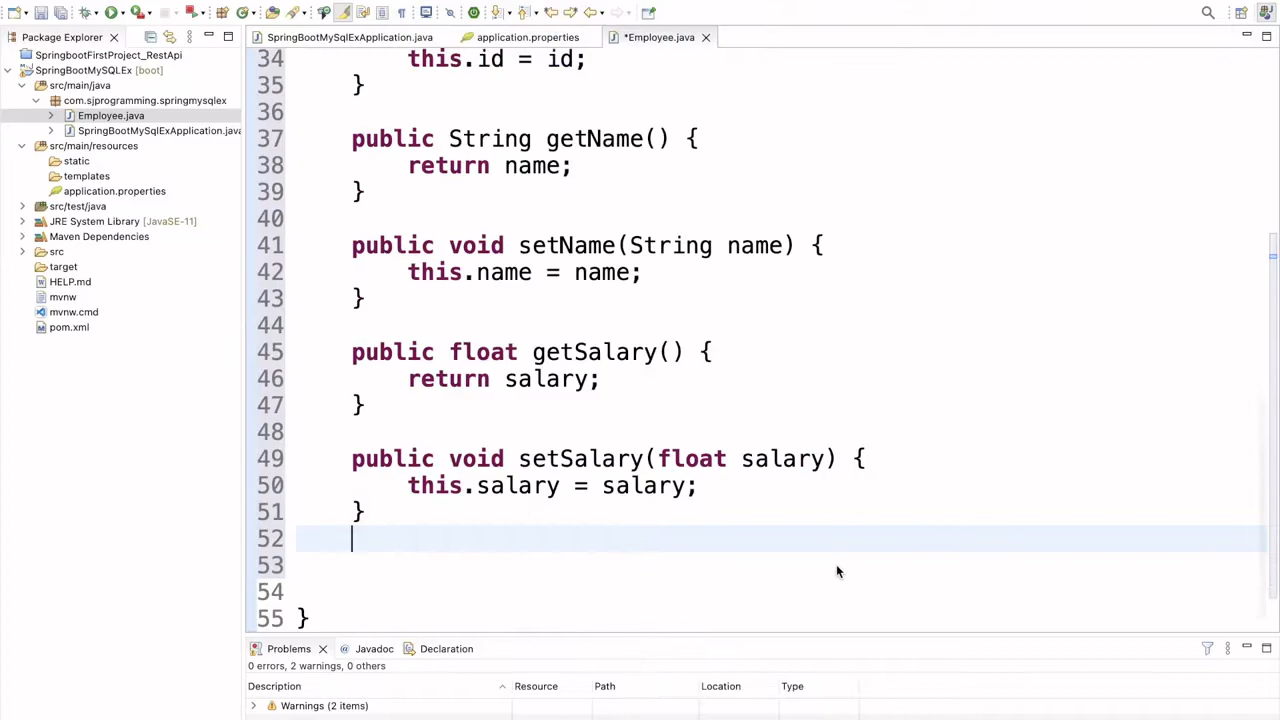 Package Explorer
SpringBootMySqlExApplication.java
application.properties
*Employee.java
SpringbootFirstProject_RestApi
SpringBootMySQLEx [boot]
src/main/java
com.sjprogramming.springmysqlex
Employee.java
SpringBootMySqlExApplication.java
src/main/resources
static
templates
application.properties
src/test/java
JRE System Library [JavaSE-11]
Maven Dependencies
src
target
HELP.md
mvnw
mvnw.cmd
pom.xml
34 this.id = id;
35 }
36
37 public String getName() {
38 return name;
39 }
40
41 public void setName(String name) {
42 this.name = name;
43 }
44
45 public float getSalary() {
46 return salary;
47 }
48
49 public void setSalary(float salary) {
50 this.salary = salary;
51 }
52
53
54
55 }
Problems @ Javadoc Declaration
0 errors, 2 warnings, 0 others
Description Resource Path Location Type
Warnings (2 items)